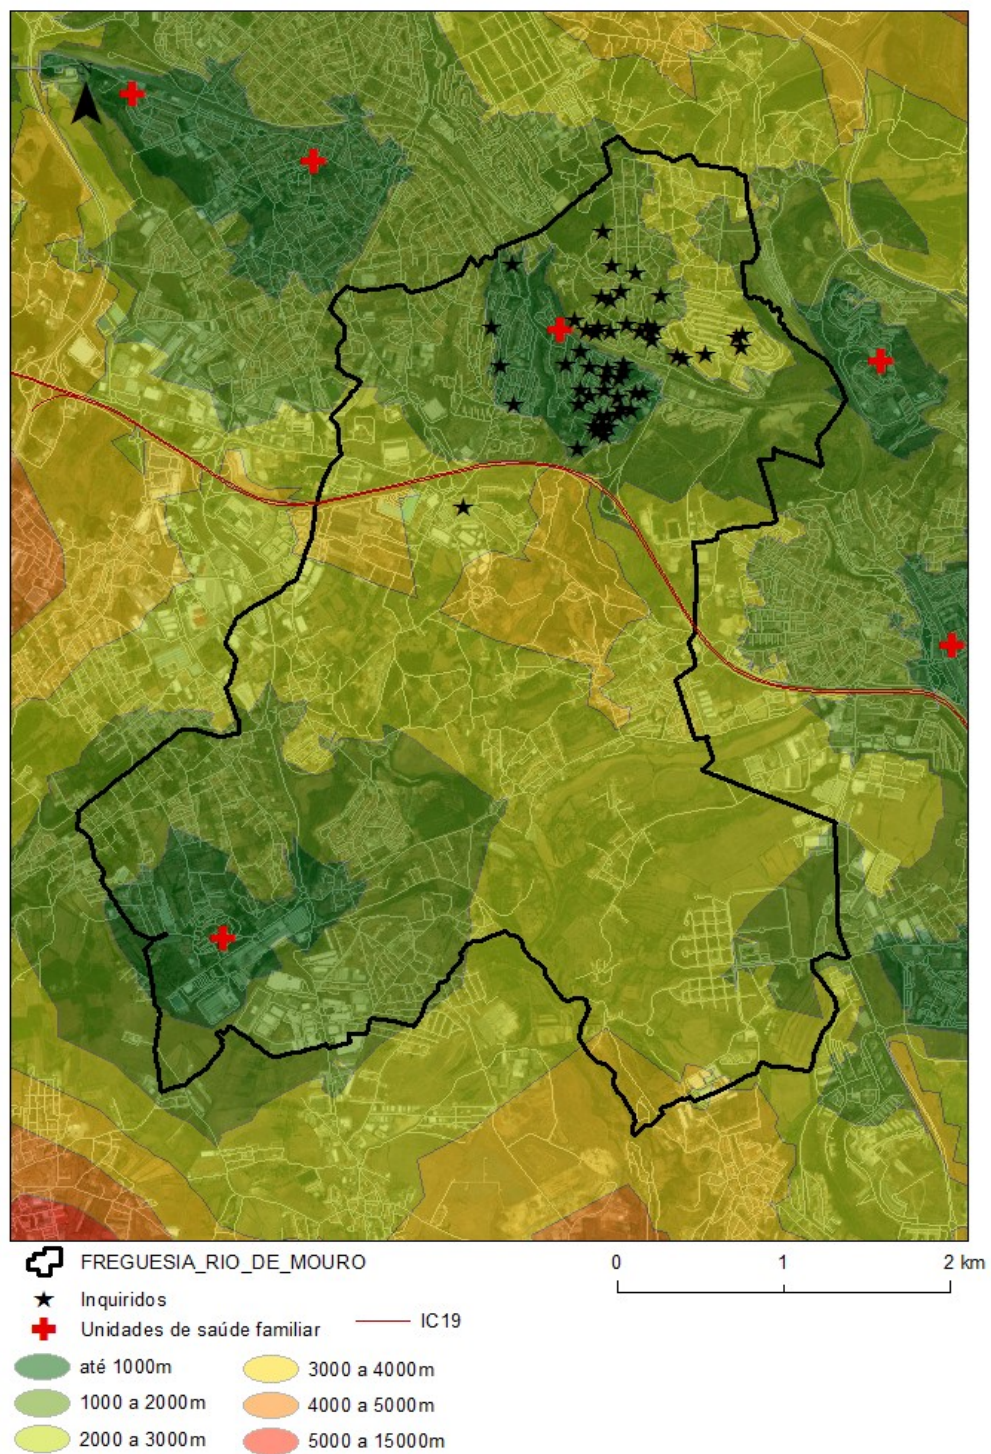 FREGUESIA_RIO_DE_MOURO
0 1 2 km
Inquiridos
Unidades de saúde familiar
IC19
até 1000m
3000 a 4000m
1000 a 2000m
4000 a 5000m
2000 a 3000m
5000 a 15000m